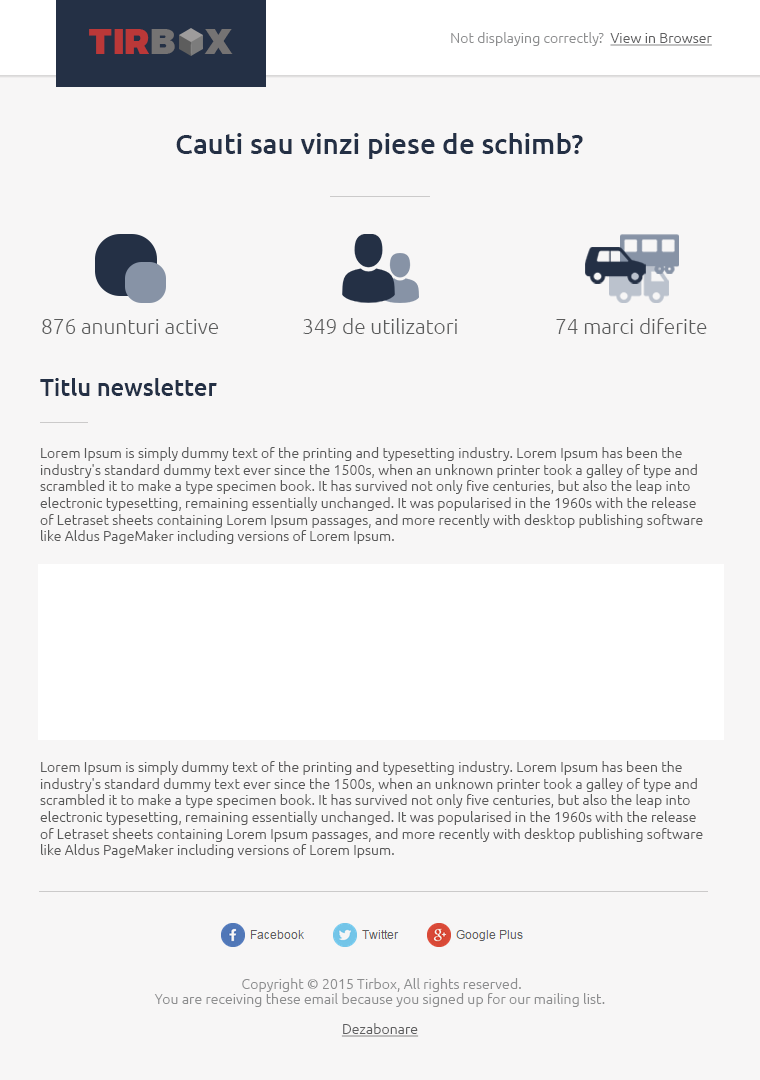 TIRBOX
Not displaying correctly? View in Browser
Cauti sau vinzi piese de schimb?
876 anunturi active
349 de utilizatori
74 marci diferite
Titlu newsletter
Lorem Ipsum is simply dummy text of the printing and typesetting industry. Lorem Ipsum has been the
industry's standard dummy text ever since the 1500s, when an unknown printer took a galley of type and
scrambled it to make a type specimen book. It has survived not only five centuries, but also the leap into
electronic typesetting, remaining essentially unchanged. It was popularised in the 1960s with the release
of Letraset sheets containing Lorem Ipsum passages, and more recently with desktop publishing software
like Aldus PageMaker including versions of Lorem Ipsum.
Lorem Ipsum is simply dummy text of the printing and typesetting industry. Lorem Ipsum has been the
industry's standard dummy text ever since the 1500s, when an unknown printer took a galley of type and
scrambled it to make a type specimen book. It has survived not only five centuries, but also the leap into
electronic typesetting, remaining essentially unchanged. It was popularised in the 1960s with the release
of Letraset sheets containing Lorem Ipsum passages, and more recently with desktop publishing software
like Aldus PageMaker including versions of Lorem Ipsum.
Facebook
Twitter
Google Plus
Copyright © 2015 Tirbox, All rights reserved.
You are receiving these email because you signed up for our mailing list.
Dezabonare